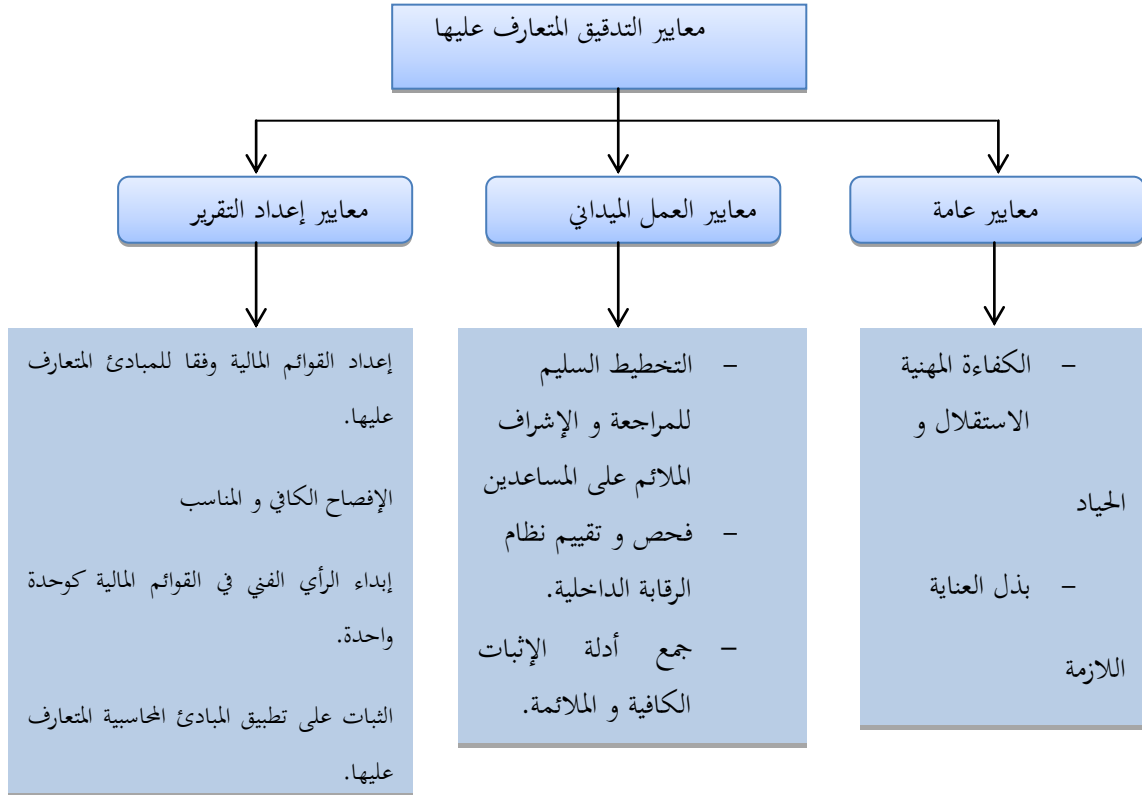 معايير التدقيق المتعارف عليها
معايير عامة
معايير العمل الميداني
معايير إعداد التقرير
– الكفاءة المهنية
الاستقلال و
الحياد
– بذل العناية
اللازمة
– التخطيط السليم
للمراجعة و الإشراف
الملائم على المساعدين
– فحص و تقييم نظام
الرقابة الداخلية.
– جمع أدلة الإثبات
الكافية و الملائمة.
إعداد القوائم المالية وفقا للمبادئ المتعارف
عليها.
الإفصاح الكافي و المناسب
إبداء الرأي الفني في القوائم المالية كوحدة
واحدة.
الثبات على تطبيق المبادئ المحاسبية المتعارف
عليها.